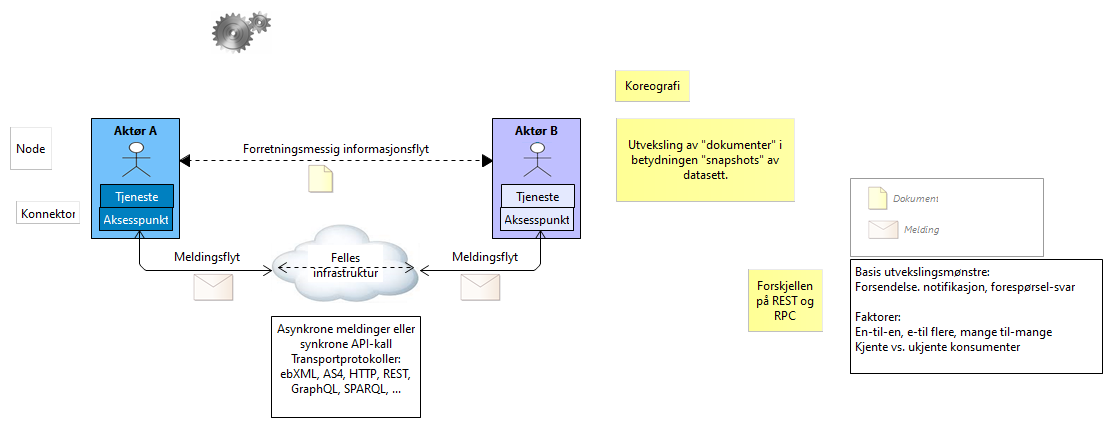 Koreografi
Aktør A
Aktør B
Node
Forretningsmessig informasjonsflyt
Utveksling av "dokumenter" i
betydningen "snapshots" av
datasett.
Tjeneste
Aksesspunkt
Tjeneste
Aksesspunkt
Konnektor
Dokument
Melding
Meldingsflyt
Felles
infrastruktur
Meldingsflyt
Forskjellen
på REST og
RPC
Basis utvekslingsmønstre:
Forsendelse. notifikasjon, forespørsel-svar
Faktorer:
En-til-en, e-til flere, mange til-mange
Kjente vs. ukjente konsumenter
Asynkrone meldinger eller
synkrone API-kall
Transportprotokoller:
ebXML, AS4, HTTP, REST,
GraphQL, SPARQL, ...